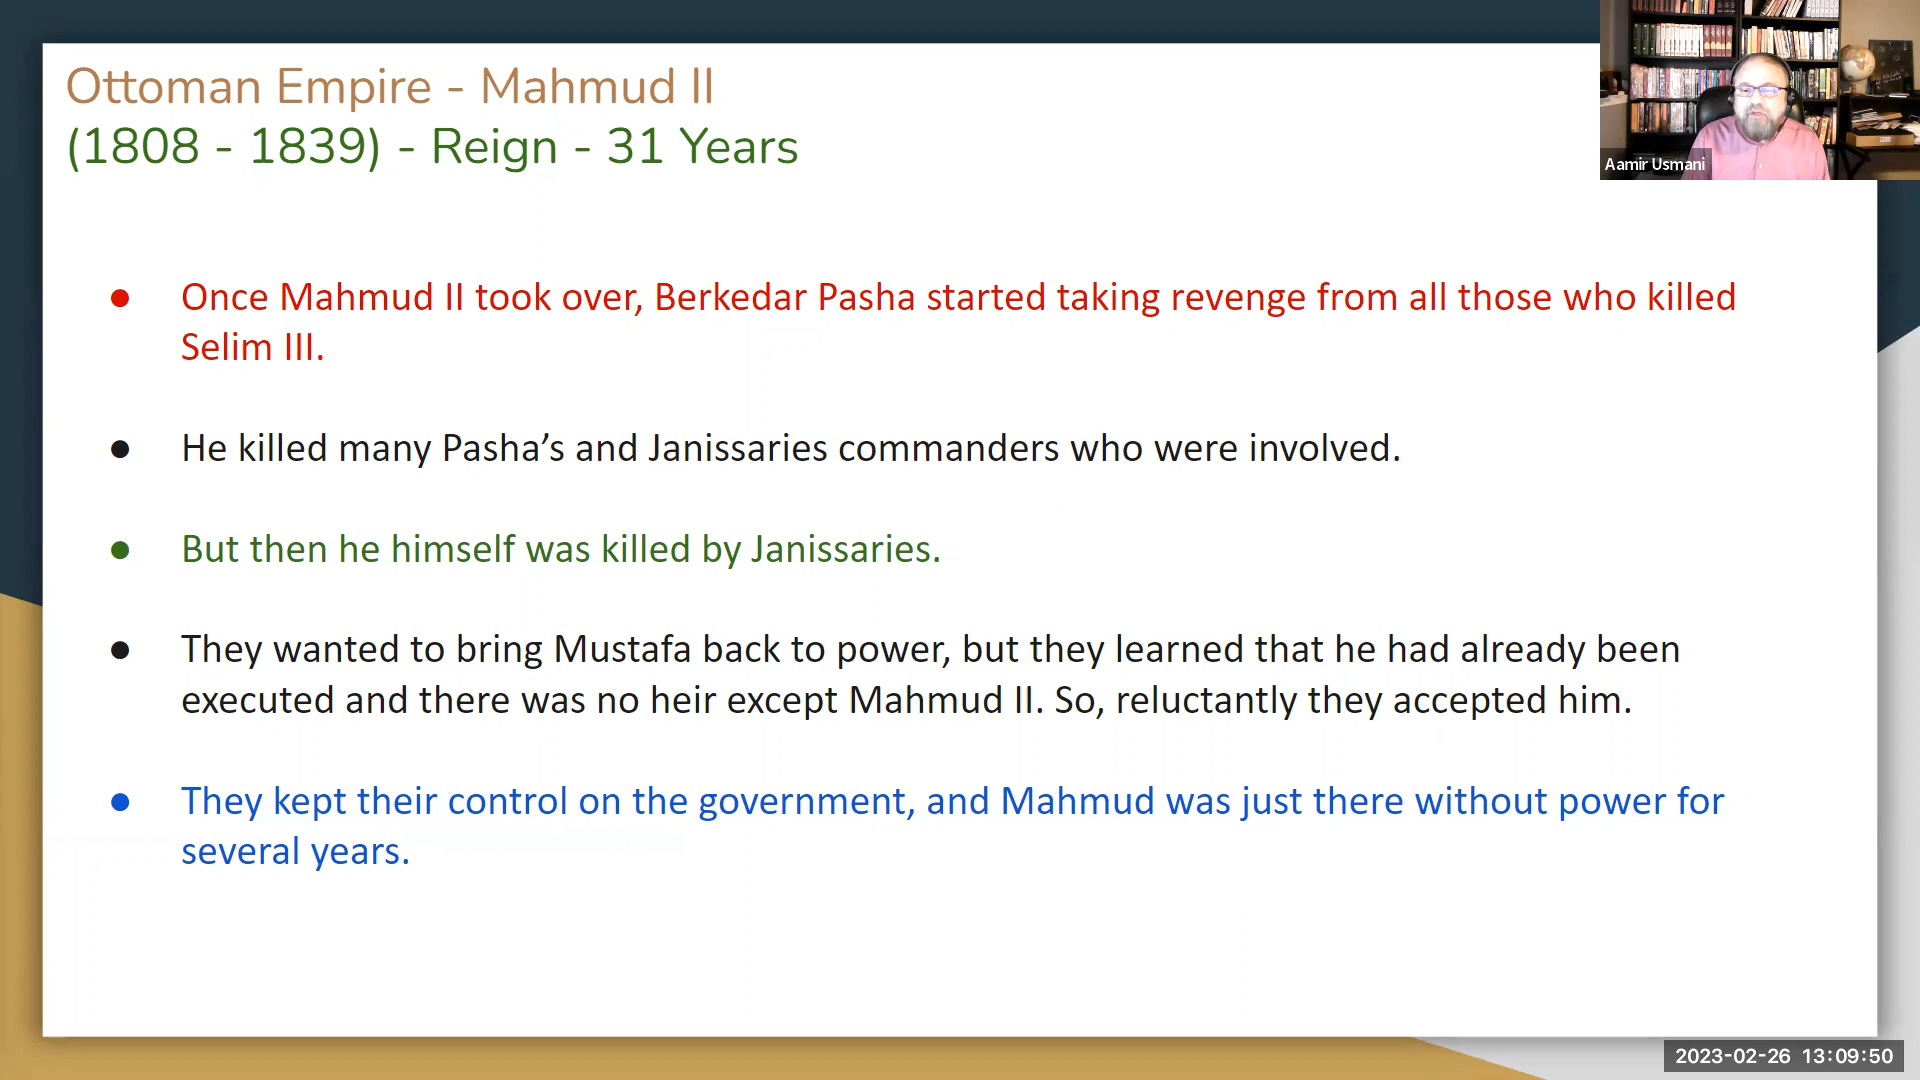 Ottoman Empire - Mahmud II
(1808 - 1839) - Reign - 31 Years
Aamir Usmani
● Once Mahmud II took over, Berkedar Pasha started taking revenge from all those who killed
Selim III.
● He killed many Pasha’s and Janissaries commanders who were involved.
● But then he himself was killed by Janissaries.
● They wanted to bring Mustafa back to power, but they learned that he had already been
executed and there was no heir except Mahmud II. So, reluctantly they accepted him.
● They kept their control on the government, and Mahmud was just there without power for
several years.
2023-02-26 13:09:50